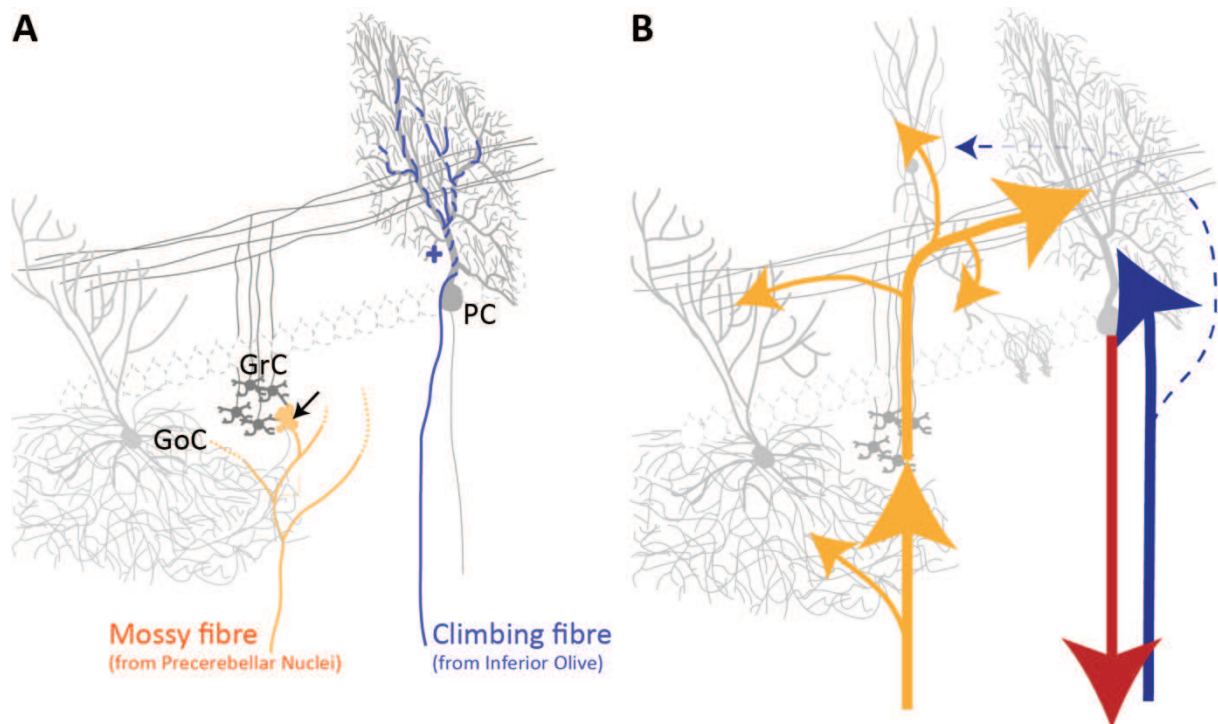 A
B
PC
GrC
GoC
Mossy fibre
(from Precerebellar Nuclei)
Climbing fibre
(from Inferior Olive)